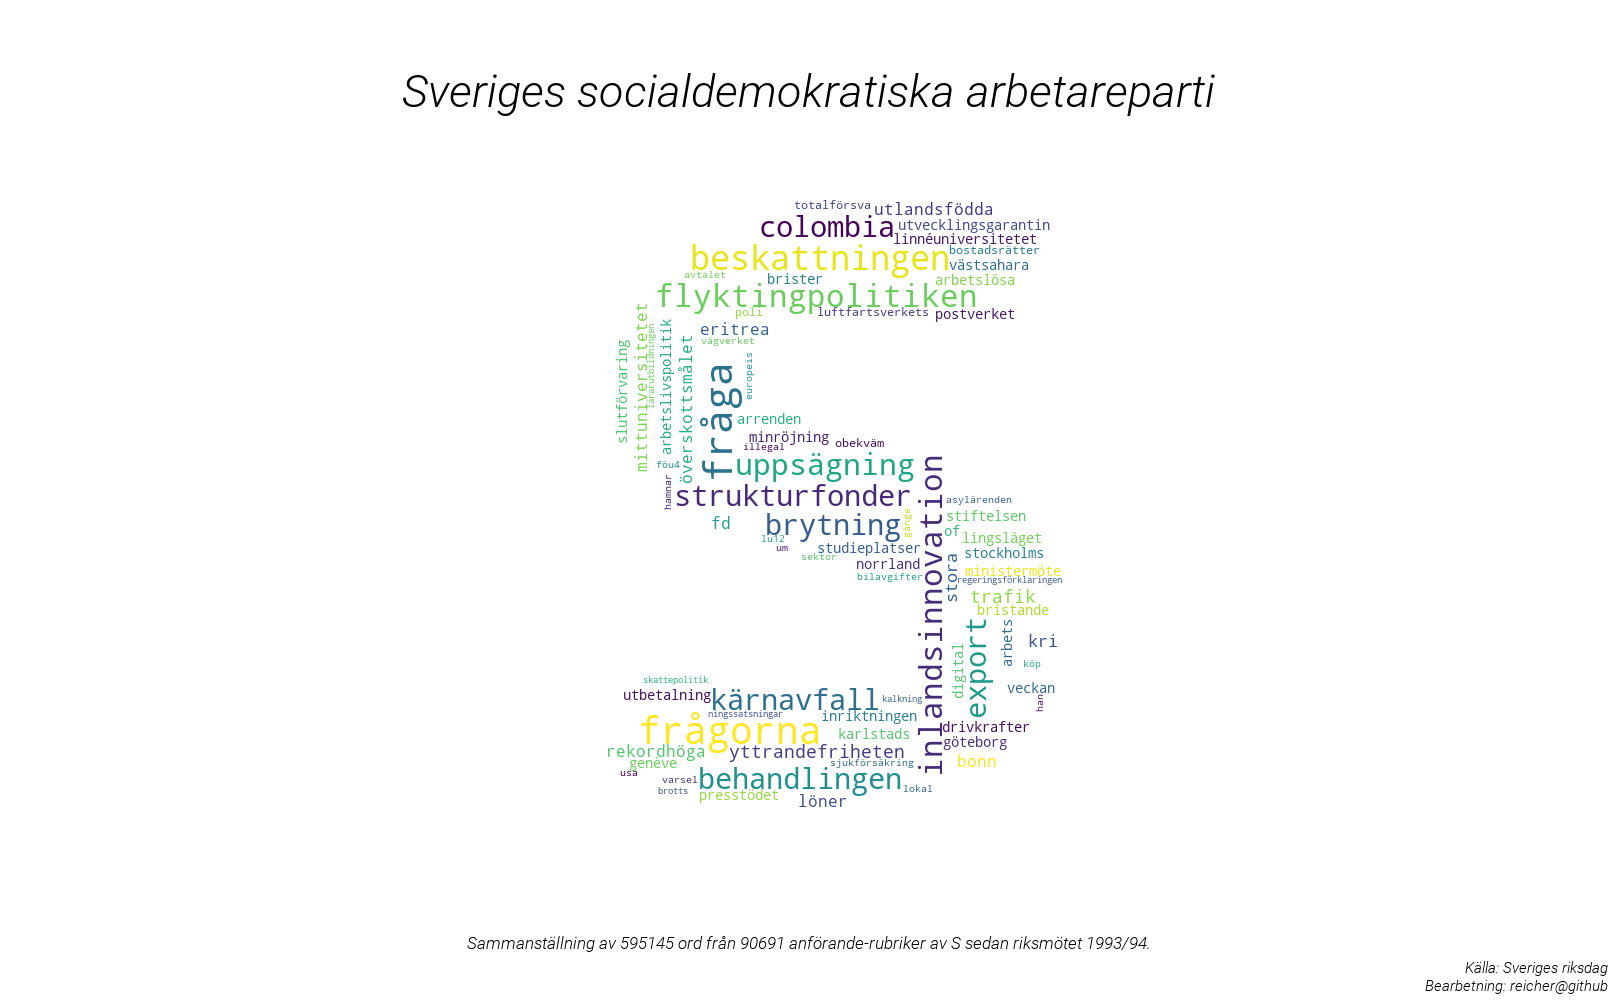 Sveriges socialdemokratiska arbetareparti
totalförsva
utlandsfödda
colombia
utvecklingsgarantin
linnéuniversitetet
beskattningen
bostadsrätter
västsahara
avtalet
brister
arbetslösa
flyktingpolitiken
poli
luftfartsverkets
postverket
eritrea
vägverket
slutförvaring
mittuniversitetet
lärarutbildningen
arbetslivspolitik
överskottsmålet
fråga
europeis
arrenden
minröjning
obekväm
illegal
föu4
uppsägning
hamnar
strukturfonder
inlandsinnovation
asylärenden
fd
brytning
gänge
stiftelsen
of
lingsläget
lu12
um
studieplatser
stockholms
sektor
norrland
stora
ministermöte
bilavgifter
regeringsförklaringen
trafik
bristande
export
arbets
kri
digital
köp
skattepolitik
utbetalning
kärnavfall
kalkning
veckan
han
ningssatsningar
inriktningen
frågorna
karlstads
drivkrafter
göteborg
rekordhöga
yttrandefriheten
genève
sjukförsäkring
bonn
usa
varsel
behandlingen
brotts
presstödet
lokal
löner
Sammanställning av 595145 ord från 90691 anförande-rubriker av S sedan riksmötet 1993/94.
Källa: Sveriges riksdag
Bearbetning: reicher@github